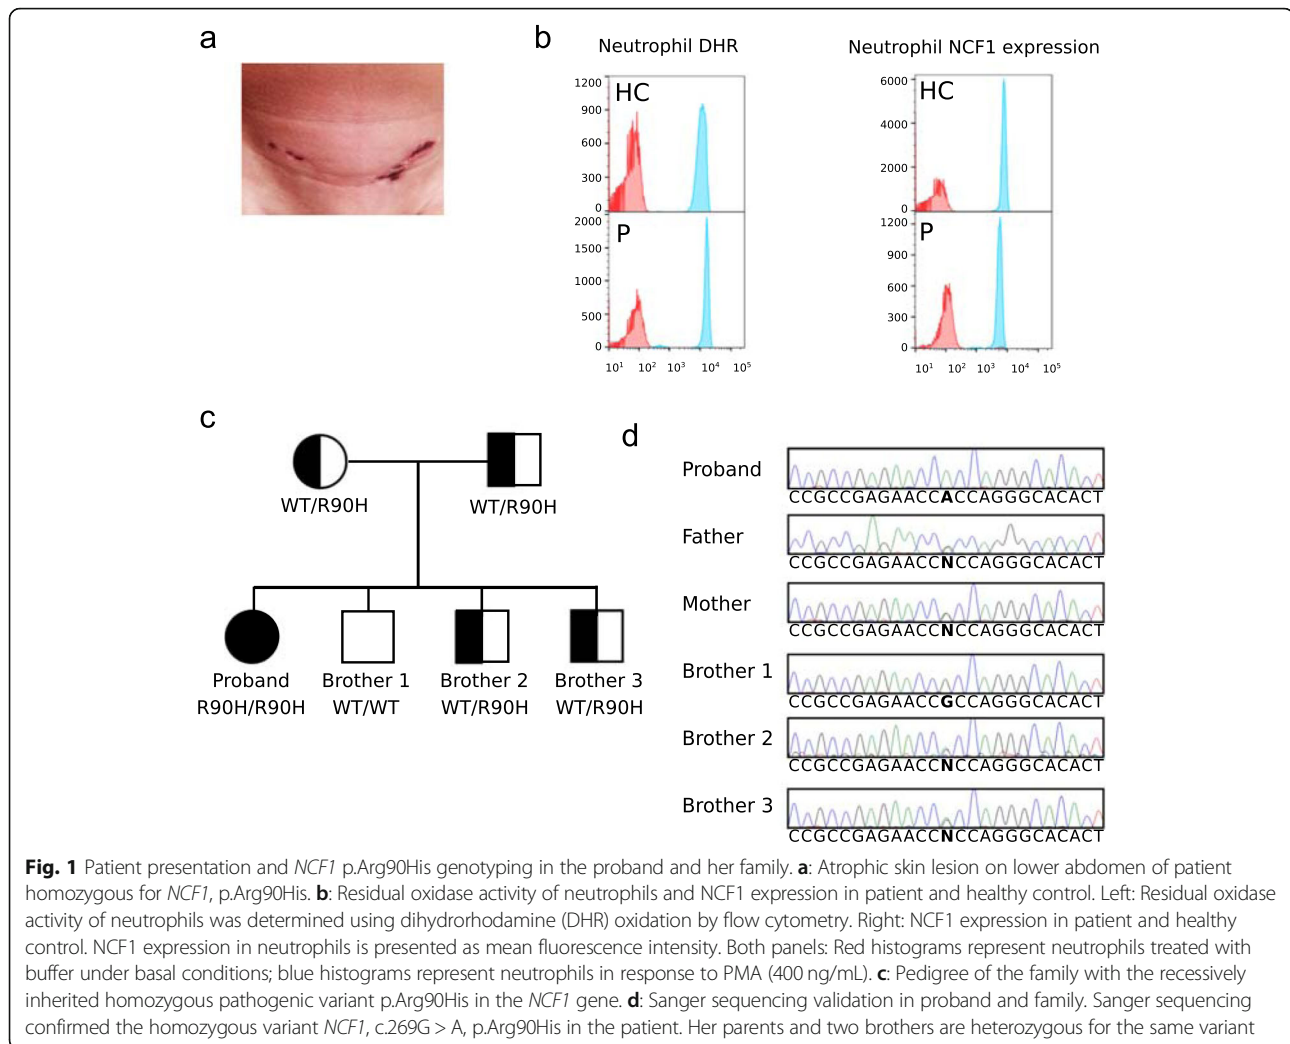 a
b
Neutrophil DHR
Neutrophil NCF1 expression
1200
900
600
300
0
HC
2000
1500
1000
500
0
P
10¹ 10² 10³ 10⁴ 10⁵
6000
4000
2000
0
HC
1200
900
600
300
0
P
10¹ 10² 10³ 10⁴ 10⁵
c
WT/R90H
WT/R90H
Proband
R90H/R90H
Brother 1
WT/WT
Brother 2
WT/R90H
Brother 3
WT/R90H
d
Proband
CCGCCGAGAACCACCAGGGCACACT
Father
CCGCCGAGAACCNCCAGGGCACACT
Mother
CCGCCGAGAACCNCCAGGGCACACT
Brother 1
CCGCCGAGAACCGCCAGGGCACACT
Brother 2
CCGCCGAGAACCNCCAGGGCACACT
Brother 3
CCGCCGAGAACCNCCAGGGCACACT
Fig. 1 Patient presentation and NCF1 p.Arg90His genotyping in the proband and her family. a: Atrophic skin lesion on lower abdomen of patient
homozygous for NCF1, p.Arg90His. b: Residual oxidase activity of neutrophils and NCF1 expression in patient and healthy control. Left: Residual oxidase
activity of neutrophils was determined using dihydrorhodamine (DHR) oxidation by flow cytometry. Right: NCF1 expression in patient and healthy
control. NCF1 expression in neutrophils is presented as mean fluorescence intensity. Both panels: Red histograms represent neutrophils treated with
buffer under basal conditions; blue histograms represent neutrophils in response to PMA (400 ng/mL). c: Pedigree of the family with the recessively
inherited homozygous pathogenic variant p.Arg90His in the NCF1 gene. d: Sanger sequencing validation in proband and family. Sanger sequencing
confirmed the homozygous variant NCF1, c.269G > A, p.Arg90His in the patient. Her parents and two brothers are heterozygous for the same variant